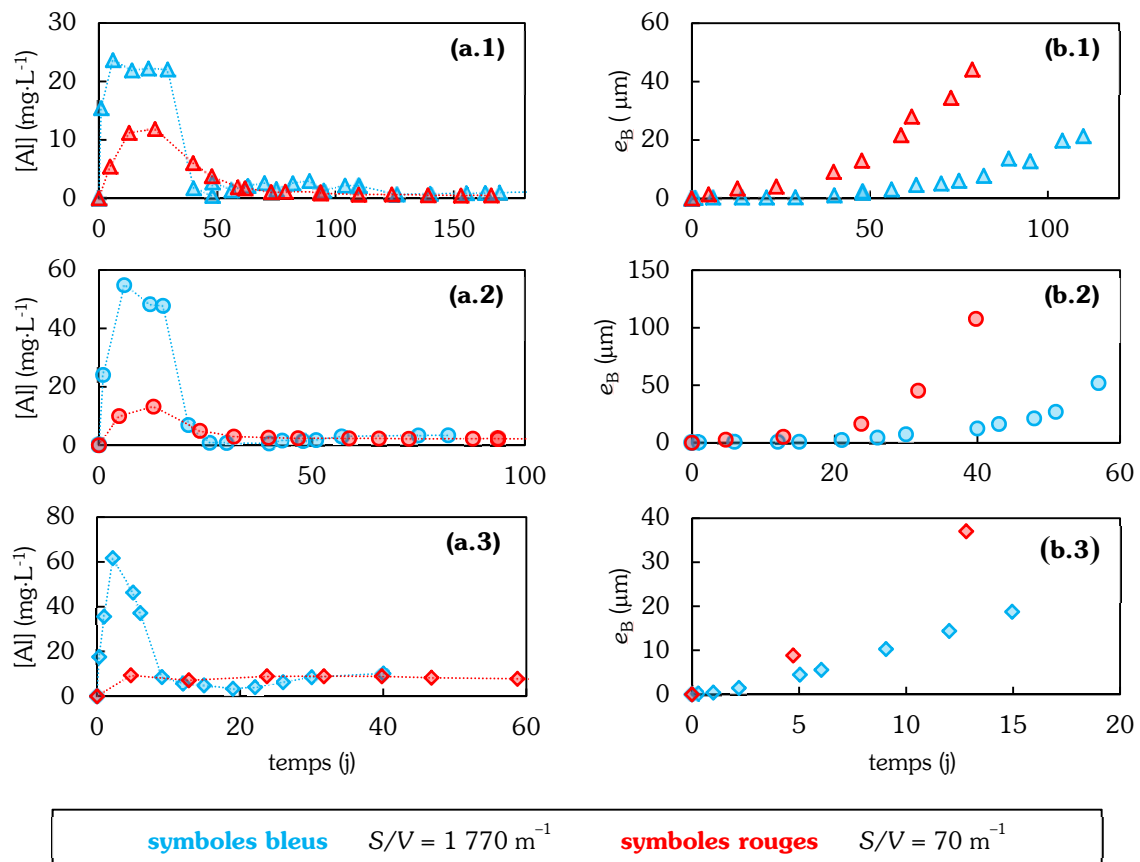 (a.1)
[Al] (mg·L⁻¹)
30
20
10
0
0 50 100 150
(b.1)
e_B ( µm)
60
40
20
0
0 50 100
(a.2)
[Al] (mg·L⁻¹)
60
40
20
0
0 50 100
(b.2)
e_B (µm)
150
100
50
0
0 20 40 60
(a.3)
[Al] (mg·L⁻¹)
80
60
40
20
0
0 20 40 60
temps (j)
(b.3)
e_B (µm)
40
30
20
10
0
0 5 10 15 20
temps (j)
symboles bleus S/V = 1 770 m⁻¹ symboles rouges S/V = 70 m⁻¹